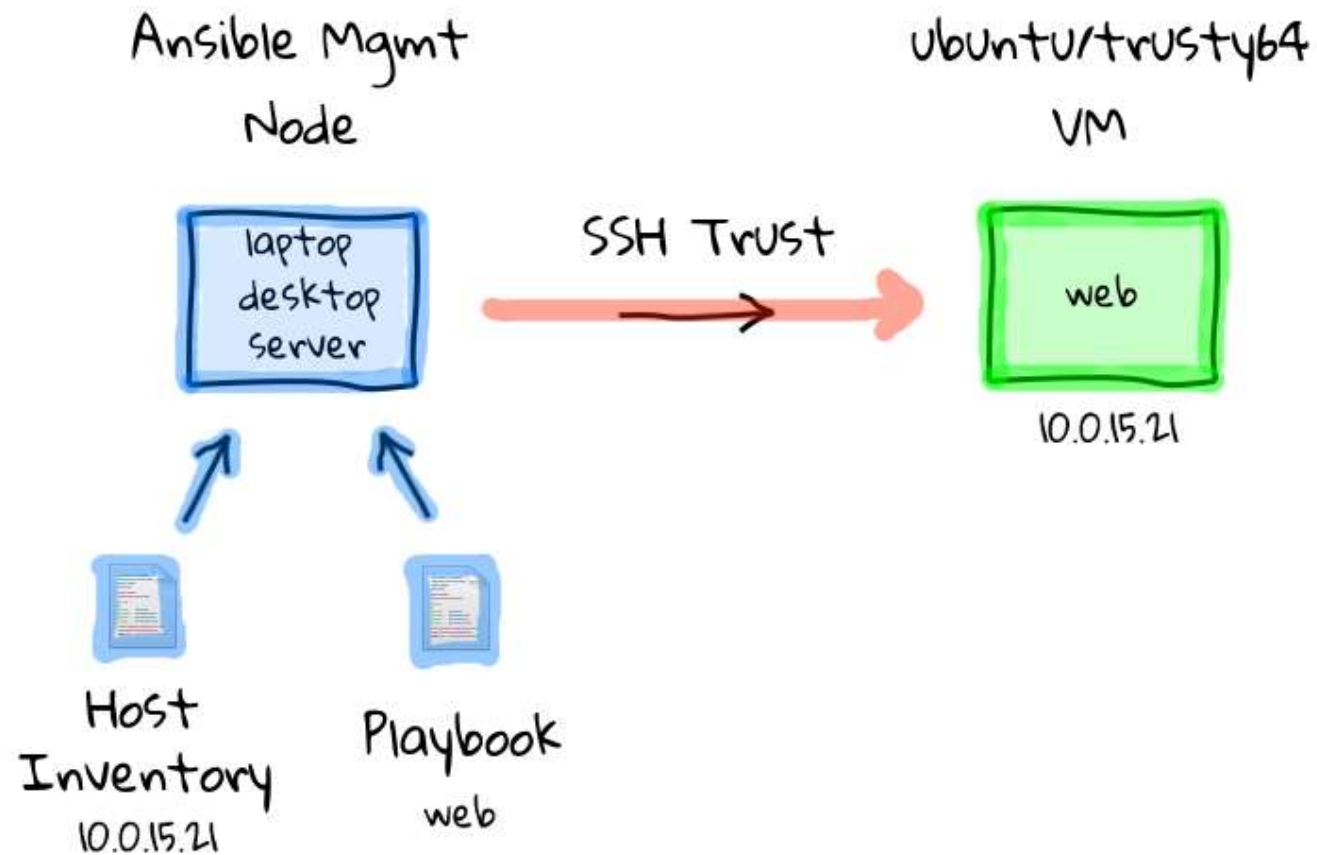 Ansible Mgmt
Node
ubuntu/trusty64
VM
laptop
desktop
server
SSH Trust
web
10.0.15.21
Host
Inventory
10.0.15.21
Playbook
web